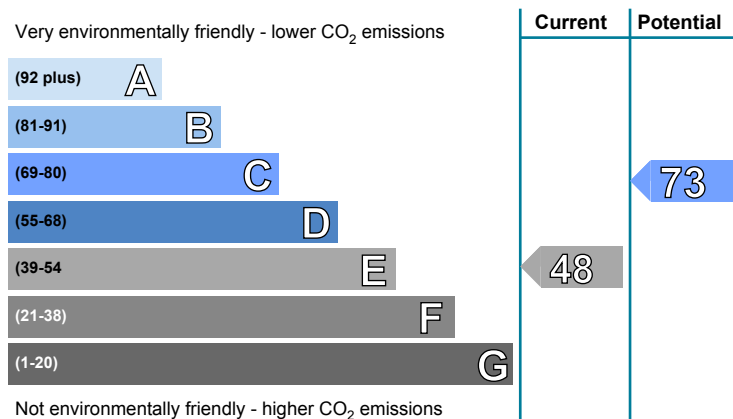 Current Potential
Very environmentally friendly - lower CO2 emissions
(92 plus) A
(81-91) B
(69-80) C
73
(55-68) D
(39-54 E
48
(21-38) F
(1-20) G
Not environmentally friendly - higher CO2 emissions